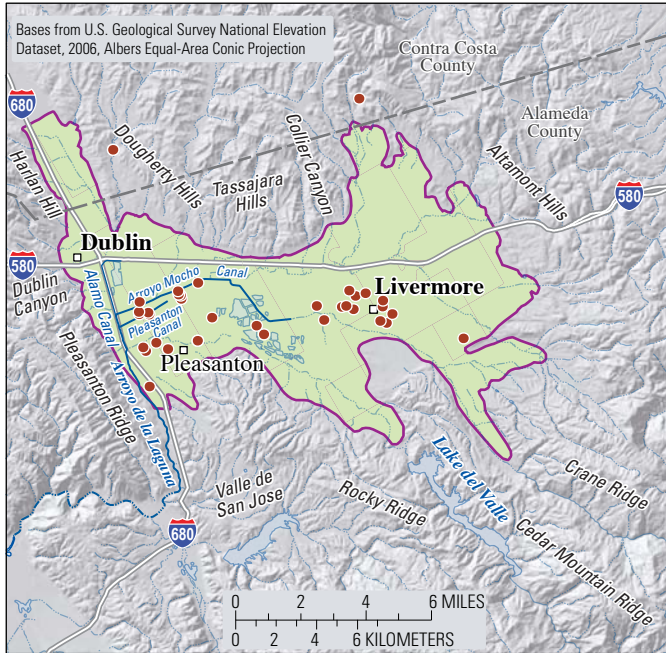 Bases from U.S. Geological Survey National Elevation
Dataset, 2006, Albers Equal-Area Conic Projection
Contra Costa
County
680
Alameda
County
Dougherty Hills
Collier Canyon
Harlan Hill
Tassajara
Hills
Altamont Hills
580
Dublin
580
Dublin
Canyon
Alamo Canal
Arroyo Mocho
Canal
Livermore
Pleasanton
Canal
Pleasanton
Pleasanton Ridge
Arroyo de la Laguna
Lake del Valle
Crane Ridge
Valle de
San Jose
Rocky Ridge
Cedar Mountain Ridge
680
0 2 4 6 MILES
0 2 4 6 KILOMETERS